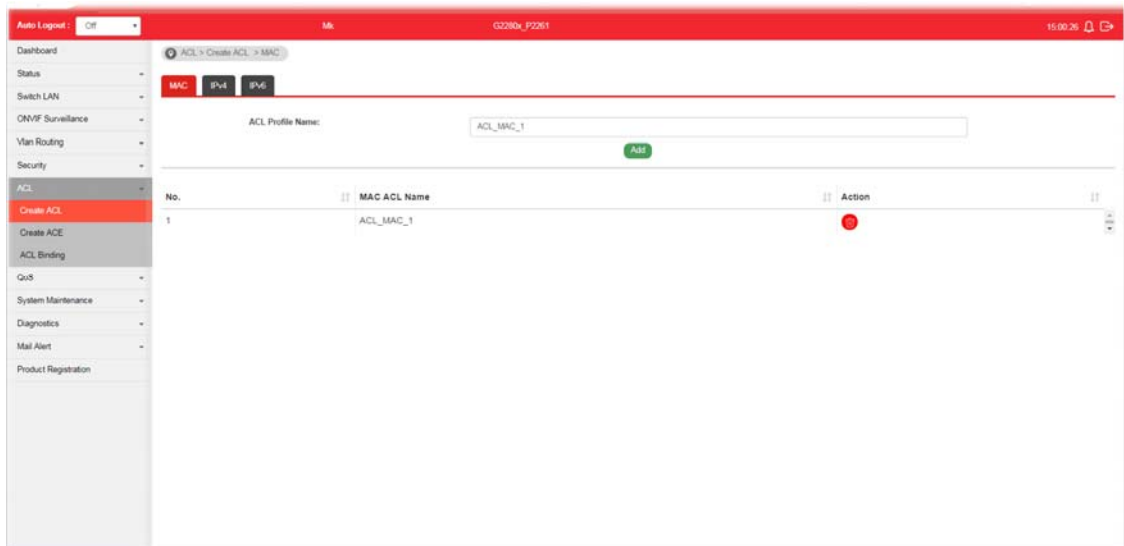 Auto Logout : Off Mk G2280x_P2261 15:00:26
Dashboard
Status
Switch LAN
ONVIF Surveillance
Vlan Routing
Security
ACL
Create ACL
Create ACE
ACL Binding
QoS
System Maintenance
Diagnostics
Mail Alert
Product Registration
ACL > Create ACL > MAC
MAC IPv4 IPv6
ACL Profile Name: ACL_MAC_1
Add
No. MAC ACL Name Action
1 ACL_MAC_1